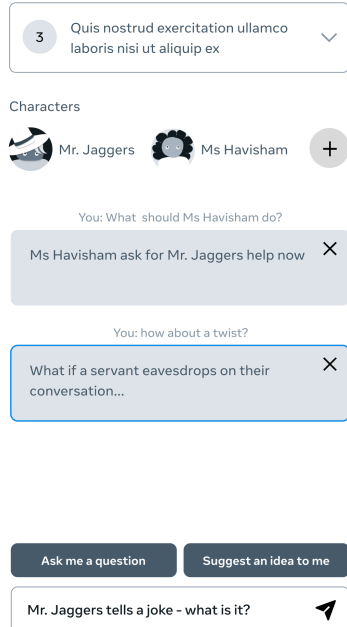 3
Quis nostrud exercitation ullamco
laboris nisi ut aliquip ex
Characters
Mr. Jaggers
Ms Havisham
You: What should Ms Havisham do?
Ms Havisham ask for Mr. Jaggers help now
You: how about a twist?
What if a servant eavesdrops on their
conversation...
Ask me a question
Suggest an idea to me
Mr. Jaggers tells a joke - what is it?